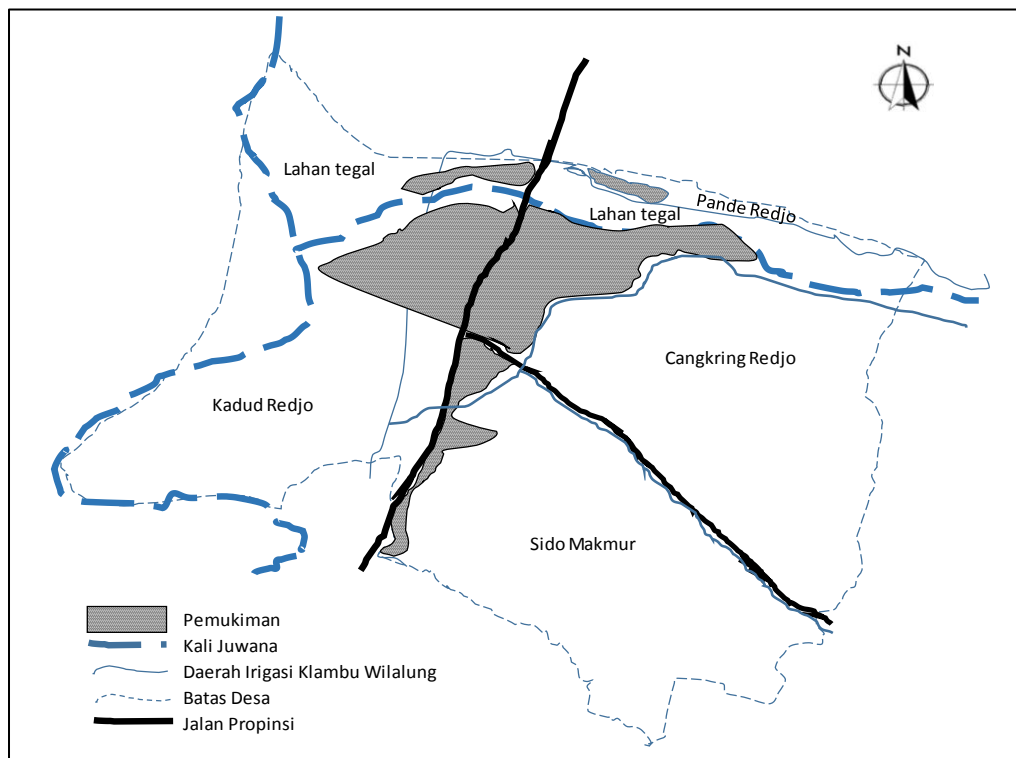 N
Lahan tegal
Pande Redjo
Lahan tegal
Cangkring Redjo
Kadud Redjo
Sido Makmur
Pemukiman
Kali Juwana
Daerah Irigasi Klambu Wilalung
Batas Desa
Jalan Propinsi